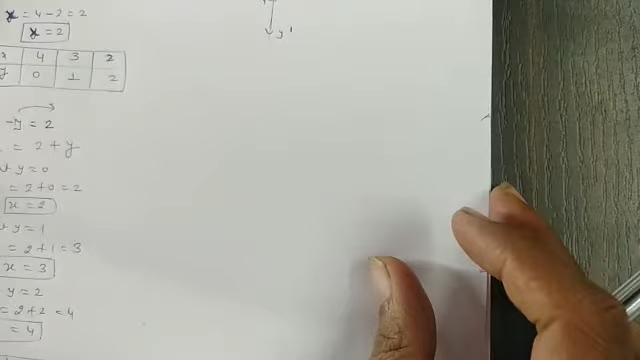 x = 4 - 2 = 2
x = 2
y'
x 4 3 2
y 0 1 2
- y = 2
= 2 + y
y = 0
= 2 + 0 = 2
x = 2
y = 1
= 2 + 1 = 3
x = 3
y = 2
= 2 + 2 = 4
= 4